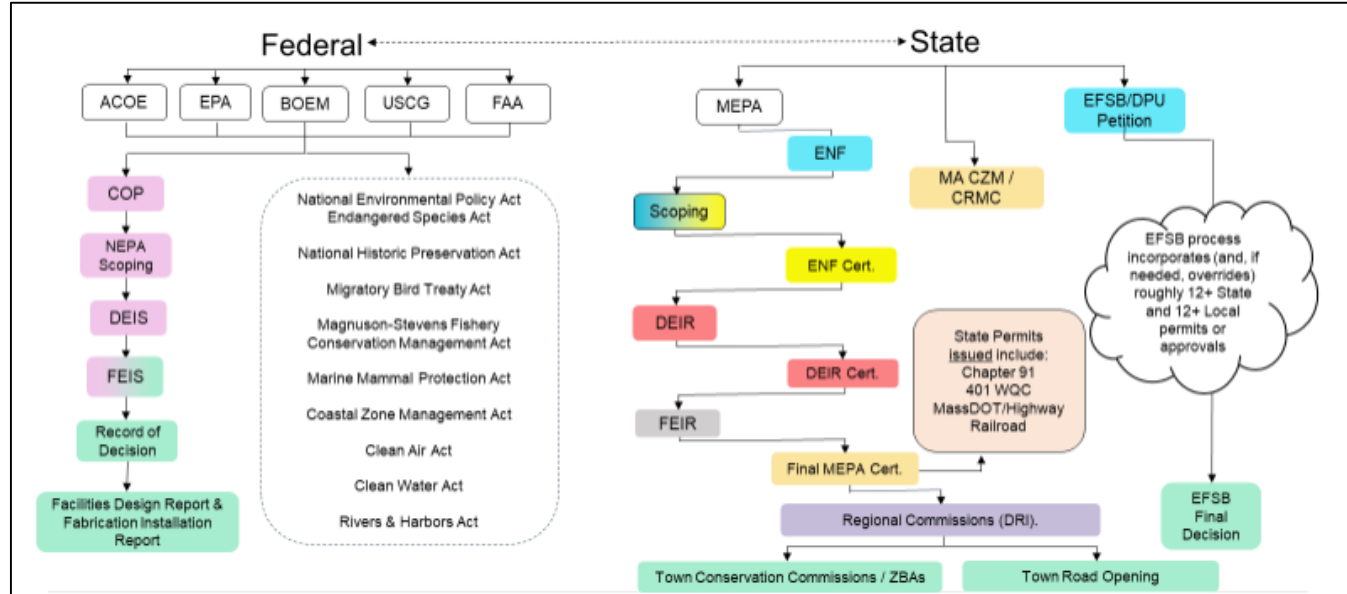 Federal
State
ACOE
EPA
BOEM
USCG
FAA
COP
NEPA
Scoping
DEIS
FEIS
Record of
Decision
Facilities Design Report &
Fabrication Installation
Report
National Environmental Policy Act
Endangered Species Act
National Historic Preservation Act
Migratory Bird Treaty Act
Magnuson-Stevens Fishery
Conservation Management Act
Marine Mammal Protection Act
Coastal Zone Management Act
Clean Air Act
Clean Water Act
Rivers & Harbors Act
MEPA
ENF
Scoping
ENF Cert.
DEIR
DEIR Cert.
FEIR
Final MEPA Cert.
State Permits
issued include:
Chapter 91
401 WQC
MassDOT/Highway
Railroad
Regional Commissions (DRI).
Town Conservation Commissions / ZBAs
Town Road Opening
MA CZM /
CRMC
EFSB/DPU
Petition
EFSB process
incorporates (and, if
needed, overrides)
roughly 12+ State
and 12+ Local
permits or
approvals
EFSB
Final
Decision